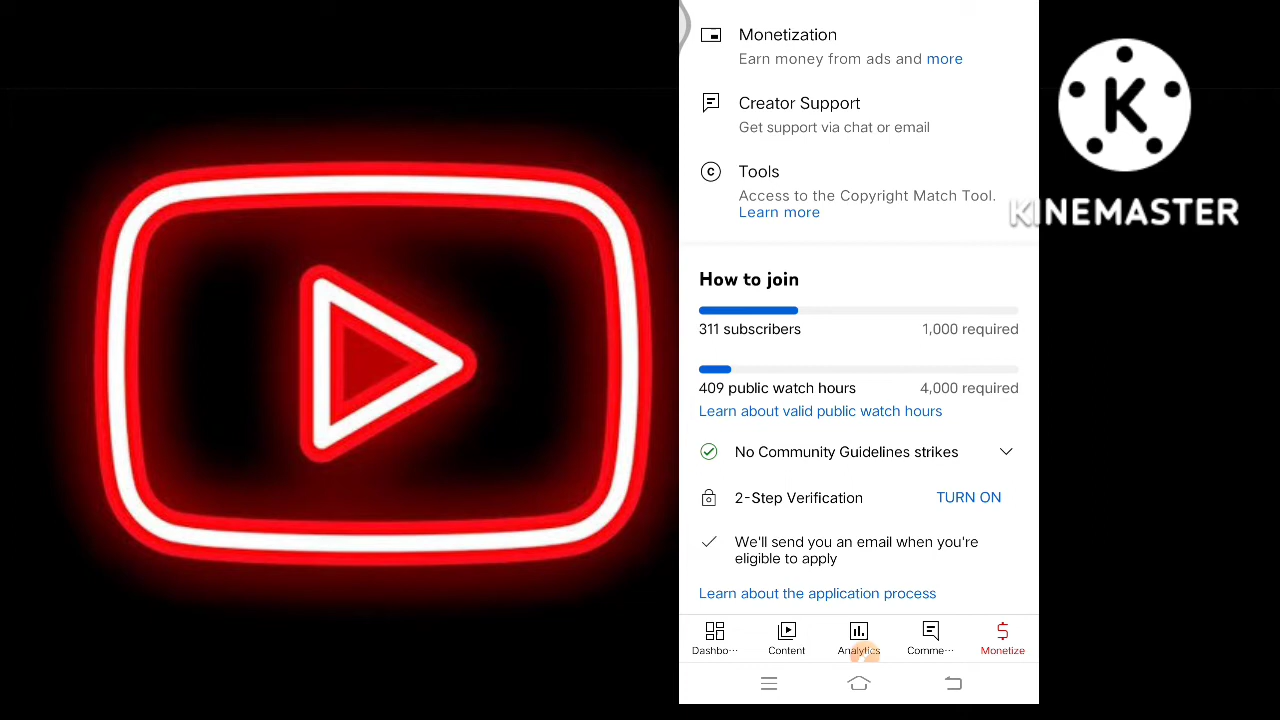 Monetization
Earn money from ads and more
Creator Support
Get support via chat or email
C
Tools
Access to the Copyright Match Tool.
Learn more
K
KINEMASTER
How to join
311 subscribers 1,000 required
409 public watch hours 4,000 required
Learn about valid public watch hours
No Community Guidelines strikes
2-Step Verification TURN ON
We'll send you an email when you're
eligible to apply
Learn about the application process
Dashbo··· Content Analytics Comme··· Monetize